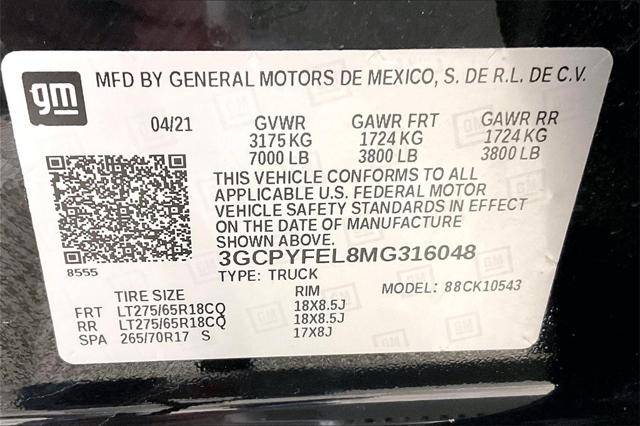 gm
MFD BY GENERAL MOTORS DE MEXICO, S. DE R.L. DE C.V.
04/21 GVWR GAWR FRT GAWR RR
3175 KG 1724 KG 1724 KG
7000 LB 3800 LB 3800 LB
THIS VEHICLE CONFORMS TO ALL
APPLICABLE U.S. FEDERAL MOTOR
VEHICLE SAFETY STANDARDS IN EFFECT
ON THE DATE OF MANUFACTURE
SHOWN ABOVE.
8555
3GCPYFEL8MG316048
TYPE: TRUCK
MODEL: 88CK10543
TIRE SIZE RIM
FRT LT275/65R18CQ 18X8.5J
RR LT275/65R18CQ 18X8.5J
SPA 265/70R17 S 17X8J